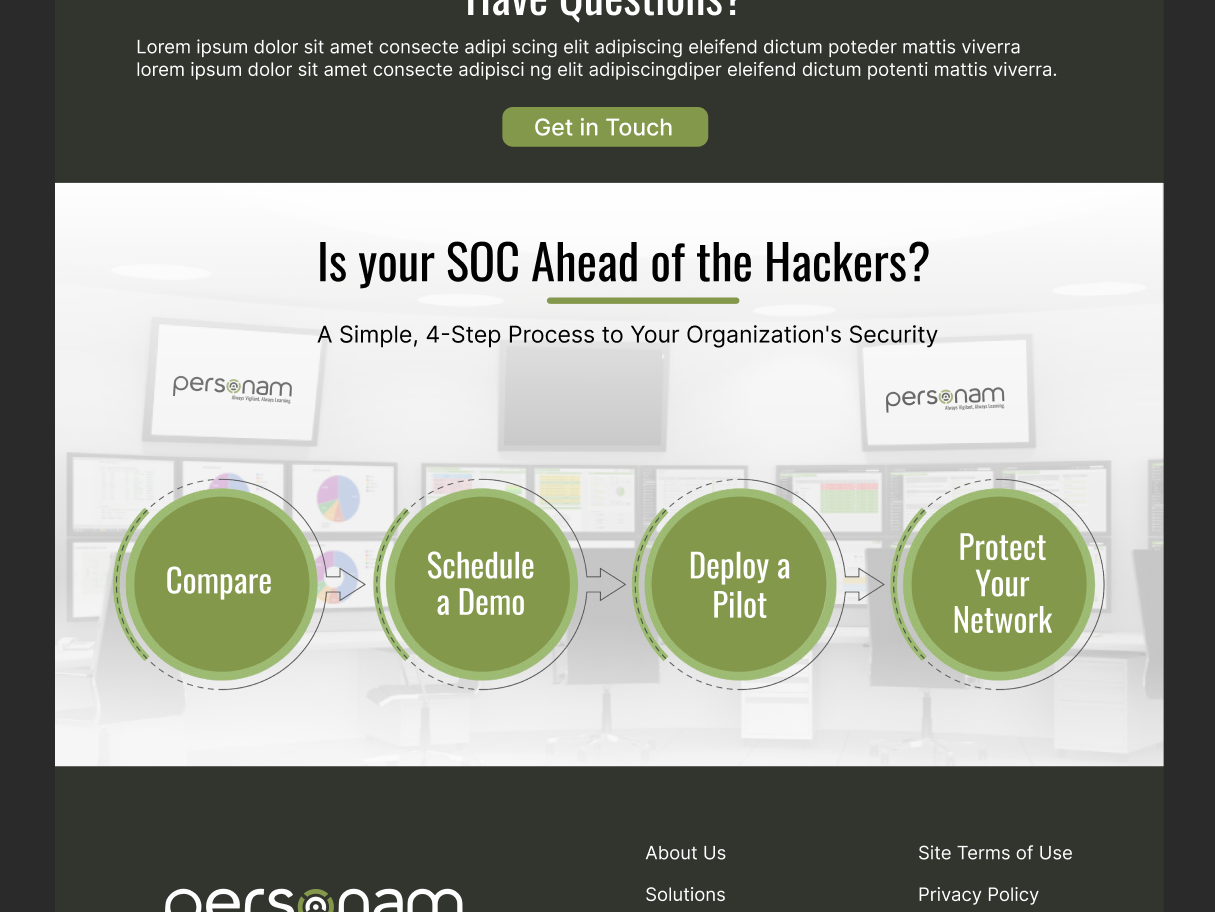 Have Questions?
Lorem ipsum dolor sit amet consecte adipi scing elit adipiscing eleifend dictum poteder mattis viverra
lorem ipsum dolor sit amet consecte adipisci ng elit adipiscingdiper eleifend dictum potenti mattis viverra.
Get in Touch
Is your SOC Ahead of the Hackers?
A Simple, 4-Step Process to Your Organization's Security
personam
Always Vigilant, Always Learning.
personam
Always Vigilant, Always Learning.
Compare
Schedule
a Demo
Deploy a
Pilot
Protect
Your
Network
About Us
Site Terms of Use
Solutions
Privacy Policy
personam